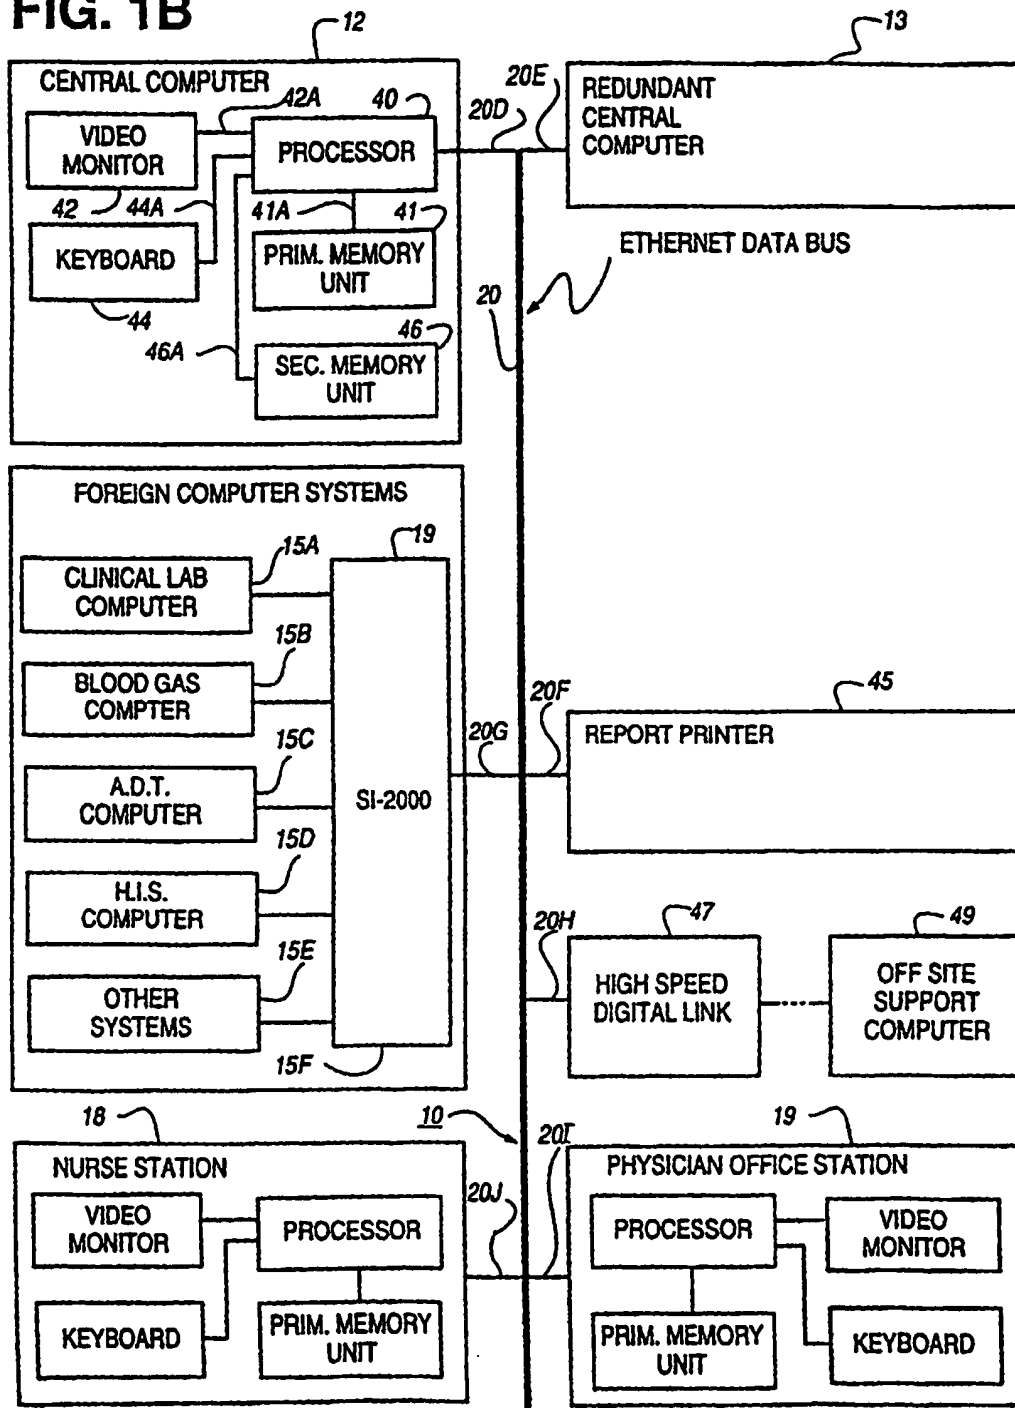 FIG. 1B
12
13
CENTRAL COMPUTER
42A
40
20D
20E
REDUNDANT
CENTRAL
COMPUTER
VIDEO
MONITOR
PROCESSOR
42
44A
41A
41
KEYBOARD
PRIM. MEMORY
UNIT
ETHERNET DATA BUS
20
44
46A
46
SEC. MEMORY
UNIT
FOREIGN COMPUTER SYSTEMS
19
15A
CLINICAL LAB
COMPUTER
15B
BLOOD GAS
COMPTER
15C
A.D.T.
COMPUTER
SI-2000
15D
H.I.S.
COMPUTER
15E
OTHER
SYSTEMS
15F
20G
20F
45
REPORT PRINTER
20H
47
49
HIGH SPEED
DIGITAL LINK
OFF SITE
SUPPORT
COMPUTER
18
10
20I
19
NURSE STATION
PHYSICIAN OFFICE STATION
VIDEO
MONITOR
PROCESSOR
20J
PROCESSOR
VIDEO
MONITOR
KEYBOARD
PRIM. MEMORY
UNIT
PRIM. MEMORY
UNIT
KEYBOARD